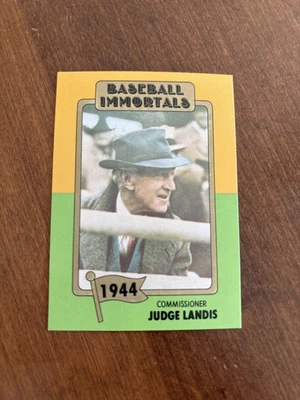 BASEBALL
IMMORTALS
1944
COMMISSIONER
JUDGE LANDIS